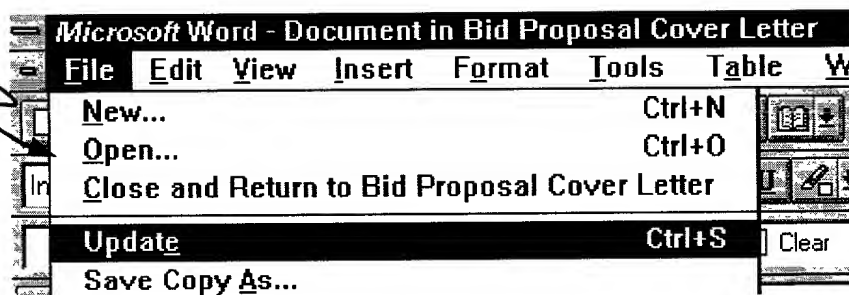 Microsoft Word - Document in Bid Proposal Cover Letter
File Edit View Insert Format Tools Table W
New... Ctrl+N
Open... Ctrl+O
In
Close and Return to Bid Proposal Cover Letter U
Update Ctrl+S Clear
Save Copy As...